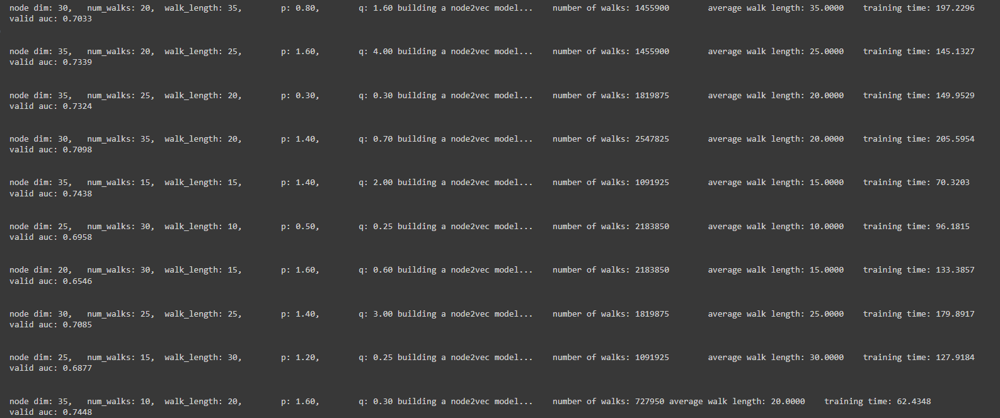 node dim: 30,   num_walks: 20,  walk_length: 35,        p: 0.80,        q: 1.60 building a node2vec model...    number of walks: 1455900        average walk length: 35.0000    training time: 197.2296
valid auc: 0.7033
node dim: 35,   num_walks: 20,  walk_length: 25,        p: 1.60,        q: 4.00 building a node2vec model...    number of walks: 1455900        average walk length: 25.0000    training time: 145.1327
valid auc: 0.7339
node dim: 35,   num_walks: 25,  walk_length: 20,        p: 0.30,        q: 0.30 building a node2vec model...    number of walks: 1819875        average walk length: 20.0000    training time: 149.9529
valid auc: 0.7324
node dim: 30,   num_walks: 35,  walk_length: 20,        p: 1.40,        q: 0.70 building a node2vec model...    number of walks: 2547825        average walk length: 20.0000    training time: 205.5954
valid auc: 0.7098
node dim: 35,   num_walks: 15,  walk_length: 15,        p: 1.40,        q: 2.00 building a node2vec model...    number of walks: 1091925        average walk length: 15.0000    training time: 70.3203
valid auc: 0.7438
node dim: 25,   num_walks: 30,  walk_length: 10,        p: 0.50,        q: 0.25 building a node2vec model...    number of walks: 2183850        average walk length: 10.0000    training time: 96.1815
valid auc: 0.6958
node dim: 20,   num_walks: 30,  walk_length: 15,        p: 1.60,        q: 0.60 building a node2vec model...    number of walks: 2183850        average walk length: 15.0000    training time: 133.3857
valid auc: 0.6546
node dim: 30,   num_walks: 25,  walk_length: 25,        p: 1.40,        q: 3.00 building a node2vec model...    number of walks: 1819875        average walk length: 25.0000    training time: 179.8917
valid auc: 0.7085
node dim: 25,   num_walks: 15,  walk_length: 30,        p: 1.20,        q: 0.25 building a node2vec model...    number of walks: 1091925        average walk length: 30.0000    training time: 127.9184
valid auc: 0.6877
node dim: 35,   num_walks: 10,  walk_length: 20,        p: 1.60,        q: 0.30 building a node2vec model...    number of walks: 727950 average walk length: 20.0000    training time: 62.4348
valid auc: 0.7448